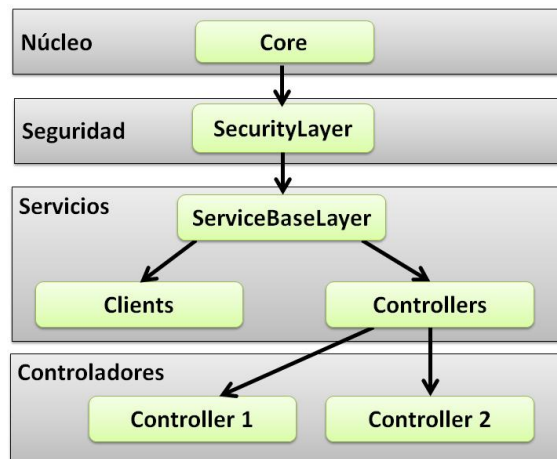 Núcleo
Core
Seguridad
SecurityLayer
Servicios
ServiceBaseLayer
Clients
Controllers
Controladores
Controller 1
Controller 2